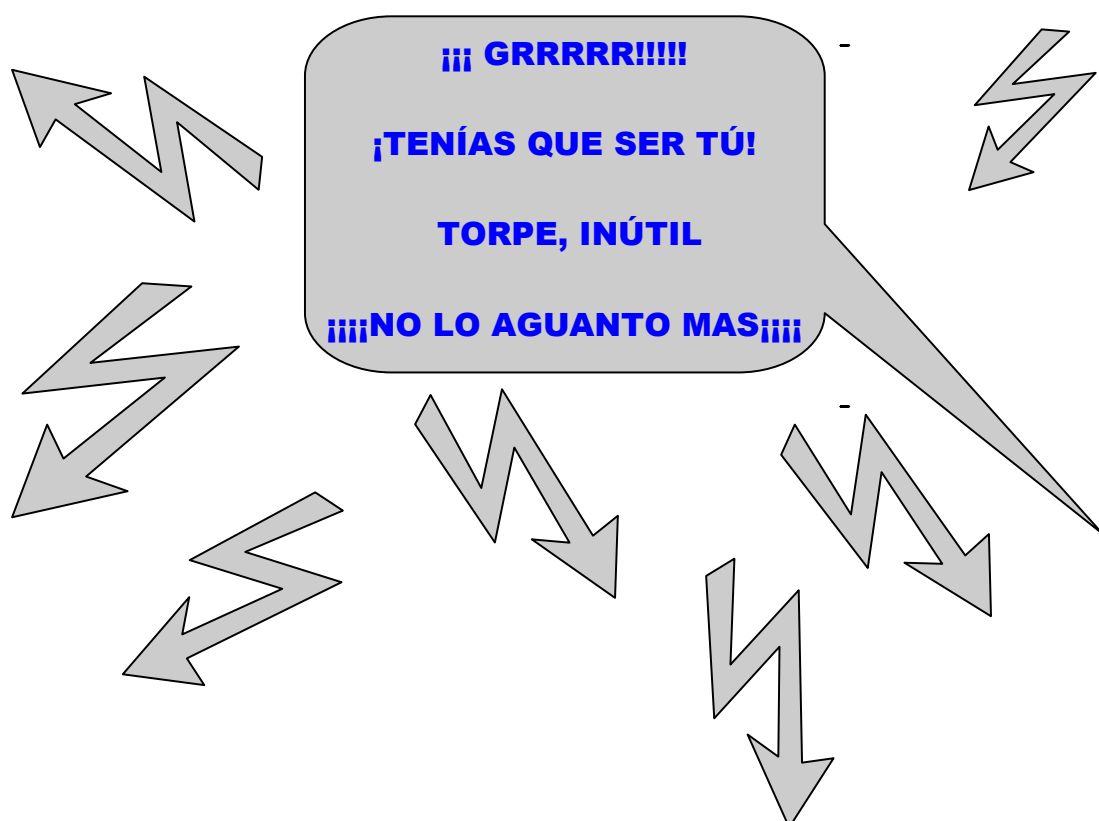 ¡¡¡ GRRRRR!!!!!
¡TENÍAS QUE SER TÚ!
TORPE, INÚTIL
¡¡¡¡NO LO AGUANTO MAS¡¡¡¡
-
-